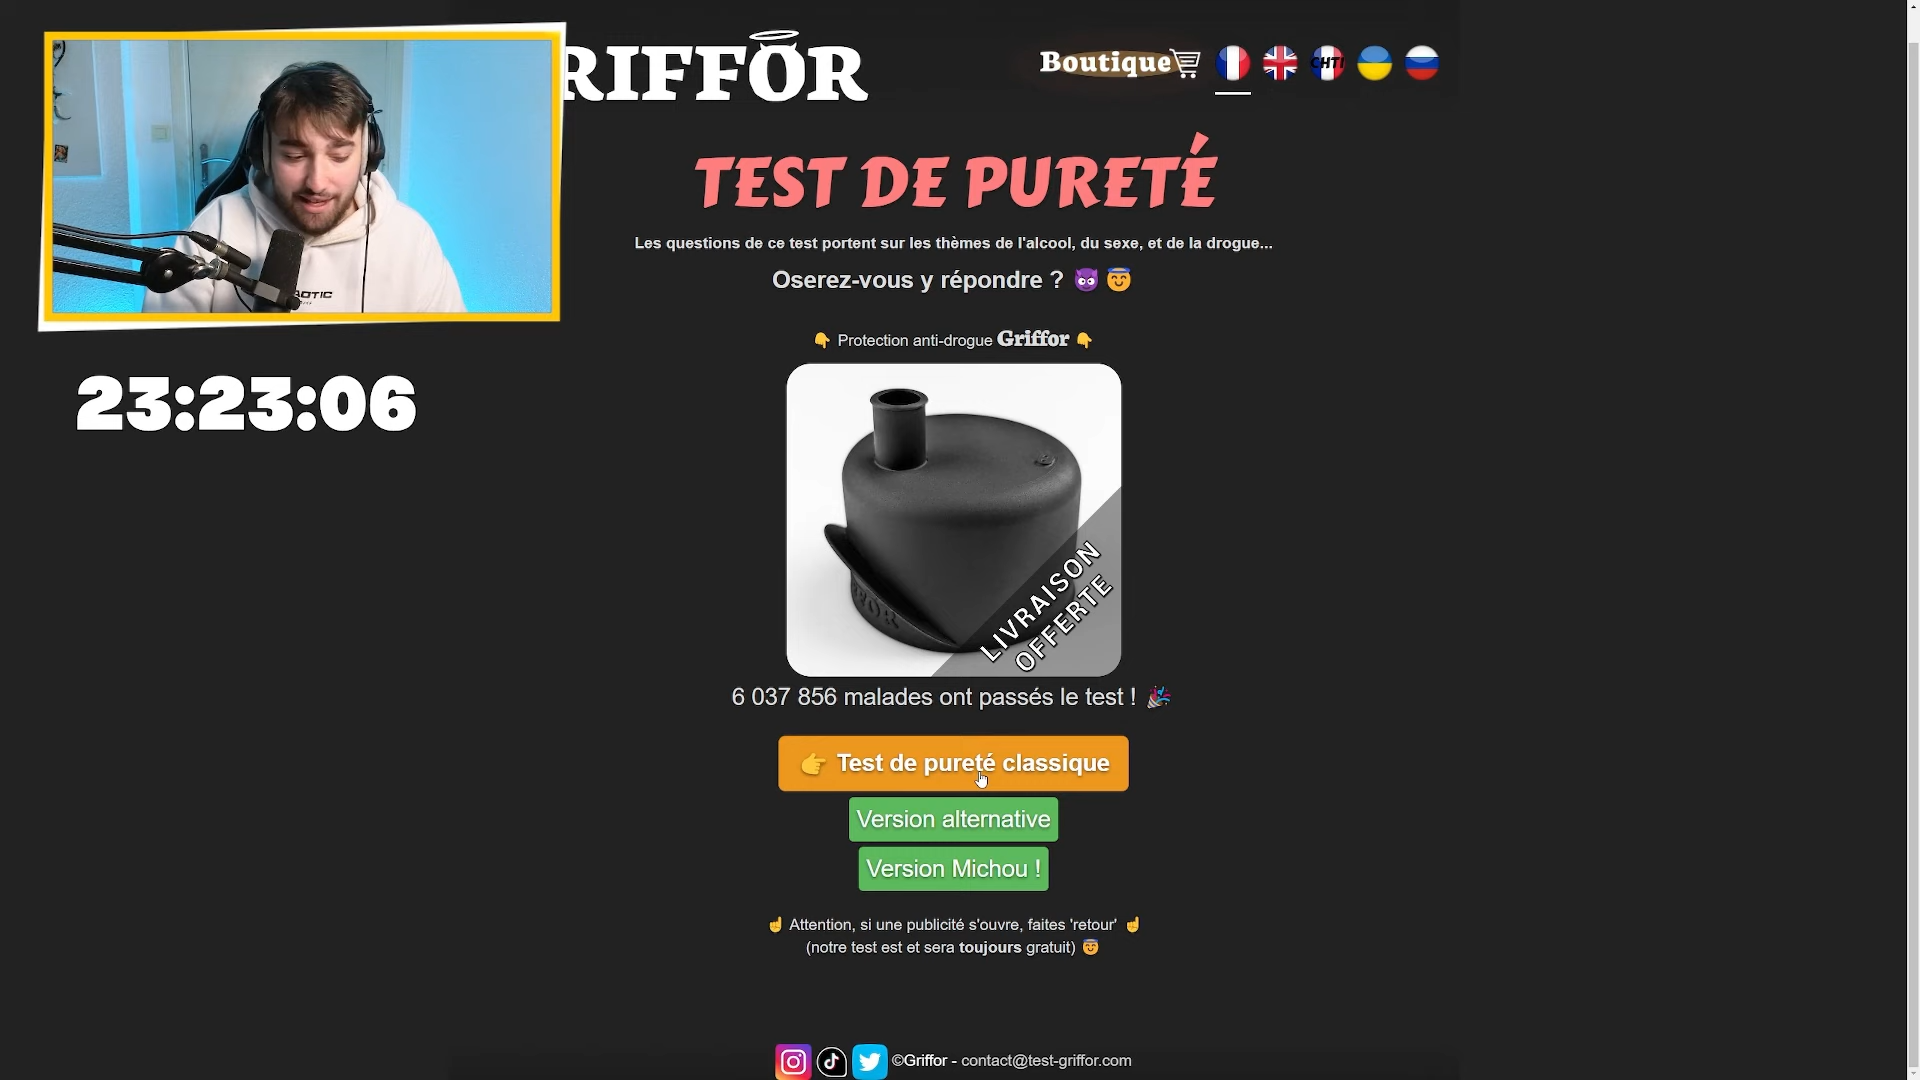 RIFFOR
Boutique
CHTI
TEST DE PURETÉ
Les questions de ce test portent sur les thèmes de l'alcool, du sexe, et de la drogue...
Oserez-vous y répondre ? 😈 😇
👇 Protection anti-drogue Griffor 👇
LIVRAISON
OFFERTE
23:23:06
6 037 856 malades ont passés le test ! 🎉
👉 Test de pureté classique
Version alternative
Version Michou !
☝ Attention, si une publicité s'ouvre, faites 'retour' ☝
(notre test est et sera toujours gratuit) 😇
©Griffor - contact@test-griffor.com